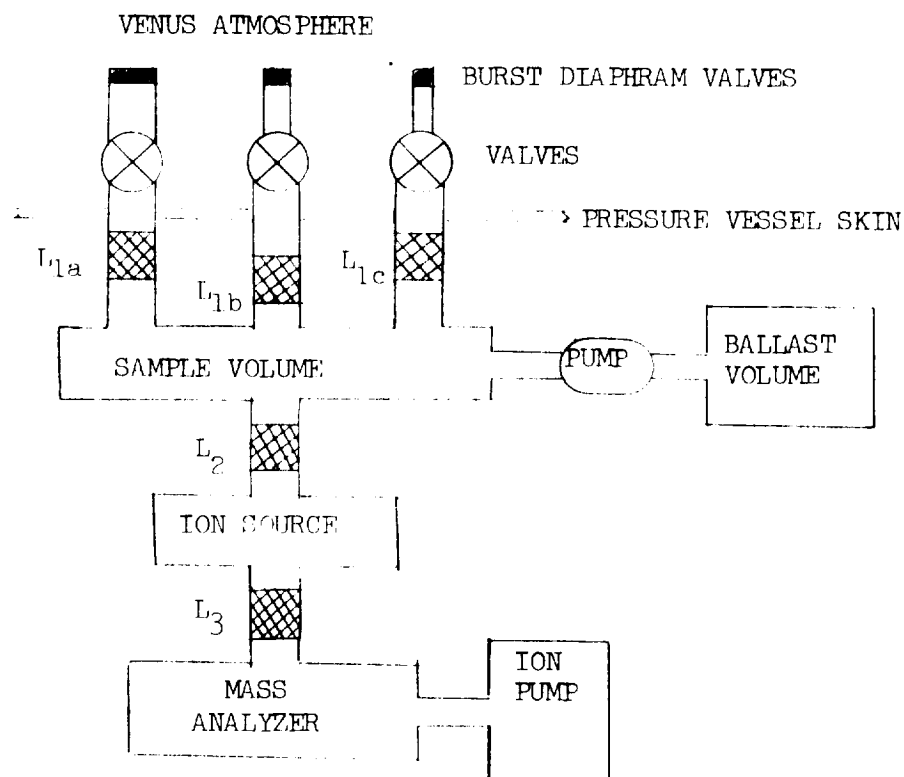 VENUS ATMOSPHERE
BURST DIAPHRAM VALVES
VALVES
PRESSURE VESSEL SKIN
L1a
L1b
L1c
SAMPLE VOLUME
PUMP
BALLAST
VOLUME
L2
ION SOURCE
L3
MASS
ANALYZER
ION
PUMP